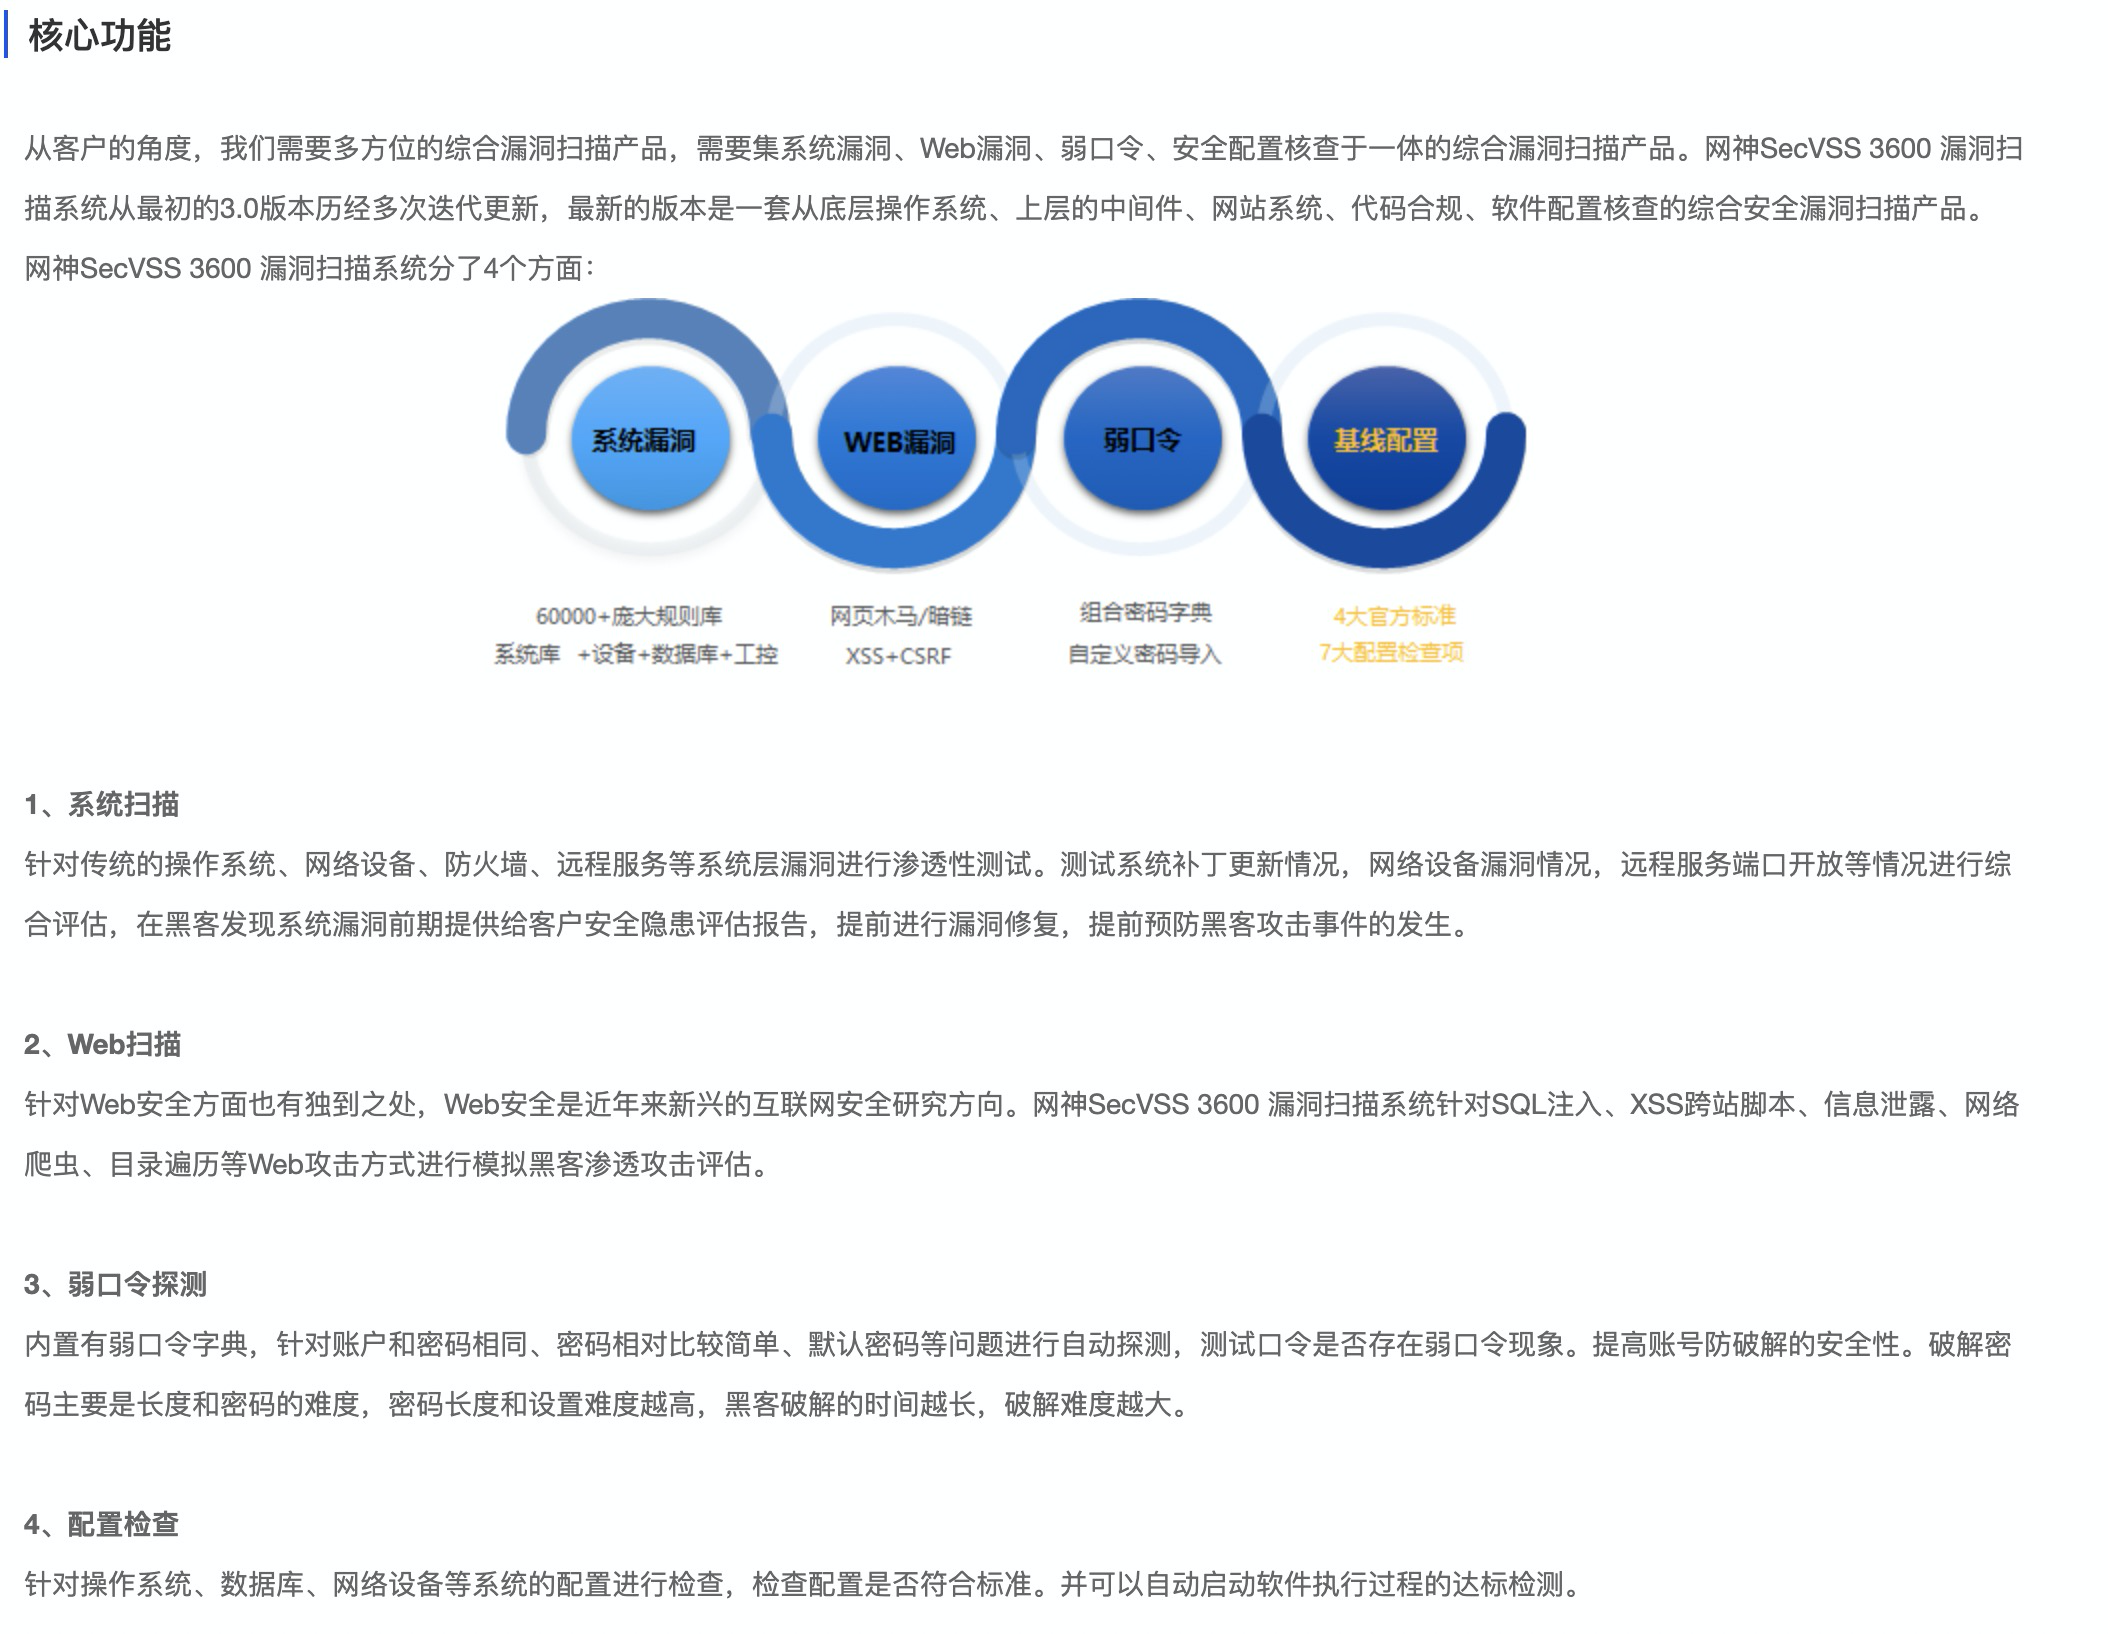 核心功能
从客户的角度，我们需要多方位的综合漏洞扫描产品，需要集系统漏洞、Web漏洞、弱口令、安全配置核查于一体的综合漏洞扫描产品。网神SecVSS 3600 漏洞扫
描系统从最初的3.0版本历经多次迭代更新，最新的版本是一套从底层操作系统、上层的中间件、网站系统、代码合规、软件配置核查的综合安全漏洞扫描产品。
网神SecVSS 3600 漏洞扫描系统分了4个方面：
系统漏洞 WEB漏洞 弱口令 基线配置
60000+庞大规则库 网页木马/暗链 组合密码字典 4大官方标准
系统库 +设备+数据库+工控 XSS+CSRF 自定义密码导入 7大配置检查项
1、系统扫描
针对传统的操作系统、网络设备、防火墙、远程服务等系统层漏洞进行渗透性测试。测试系统补丁更新情况，网络设备漏洞情况，远程服务端口开放等情况进行综
合评估，在黑客发现系统漏洞前期提供给客户安全隐患评估报告，提前进行漏洞修复，提前预防黑客攻击事件的发生。
2、Web扫描
针对Web安全方面也有独到之处，Web安全是近年来新兴的互联网安全研究方向。网神SecVSS 3600 漏洞扫描系统针对SQL注入、XSS跨站脚本、信息泄露、网络
爬虫、目录遍历等Web攻击方式进行模拟黑客渗透攻击评估。
3、弱口令探测
内置有弱口令字典，针对账户和密码相同、密码相对比较简单、默认密码等问题进行自动探测，测试口令是否存在弱口令现象。提高账号防破解的安全性。破解密
码主要是长度和密码的难度，密码长度和设置难度越高，黑客破解的时间越长，破解难度越大。
4、配置检查
针对操作系统、数据库、网络设备等系统的配置进行检查，检查配置是否符合标准。并可以自动启动软件执行过程的达标检测。